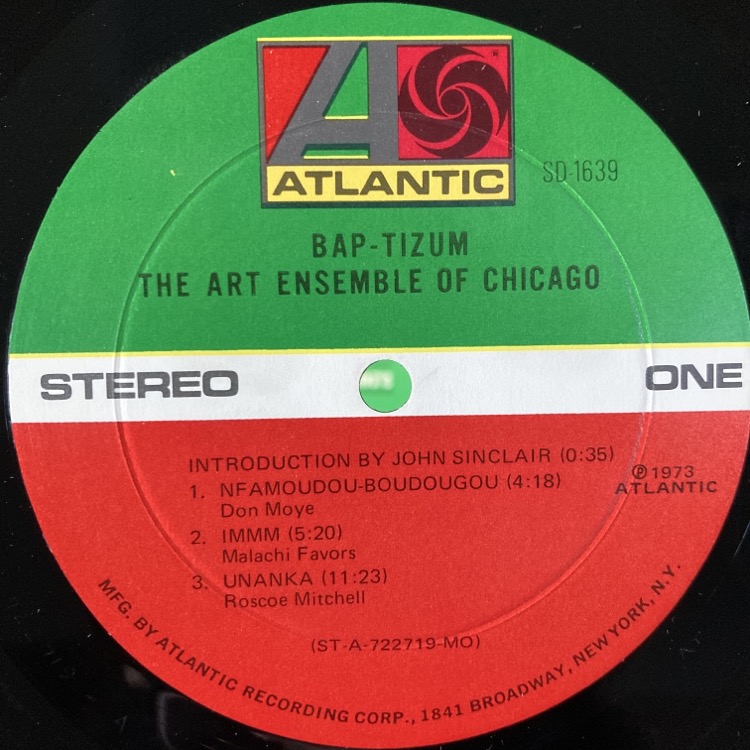 ATLANTIC
SD-1639
BAP-TIZUM
THE ART ENSEMBLE OF CHICAGO
STEREO
ONE
INTRODUCTION BY JOHN SINCLAIR (0:35)
1. NFAMOUDOU-BOUDOUGOU (4:18)
Don Moye
2. IMMM (5:20)
Malachi Favors
3. UNANKA (11:23)
Roscoe Mitchell
℗ 1973
ATLANTIC
(ST-A-722719-MO)
MFG. BY ATLANTIC RECORDING CORP., 1841 BROADWAY, NEW YORK, N.Y.